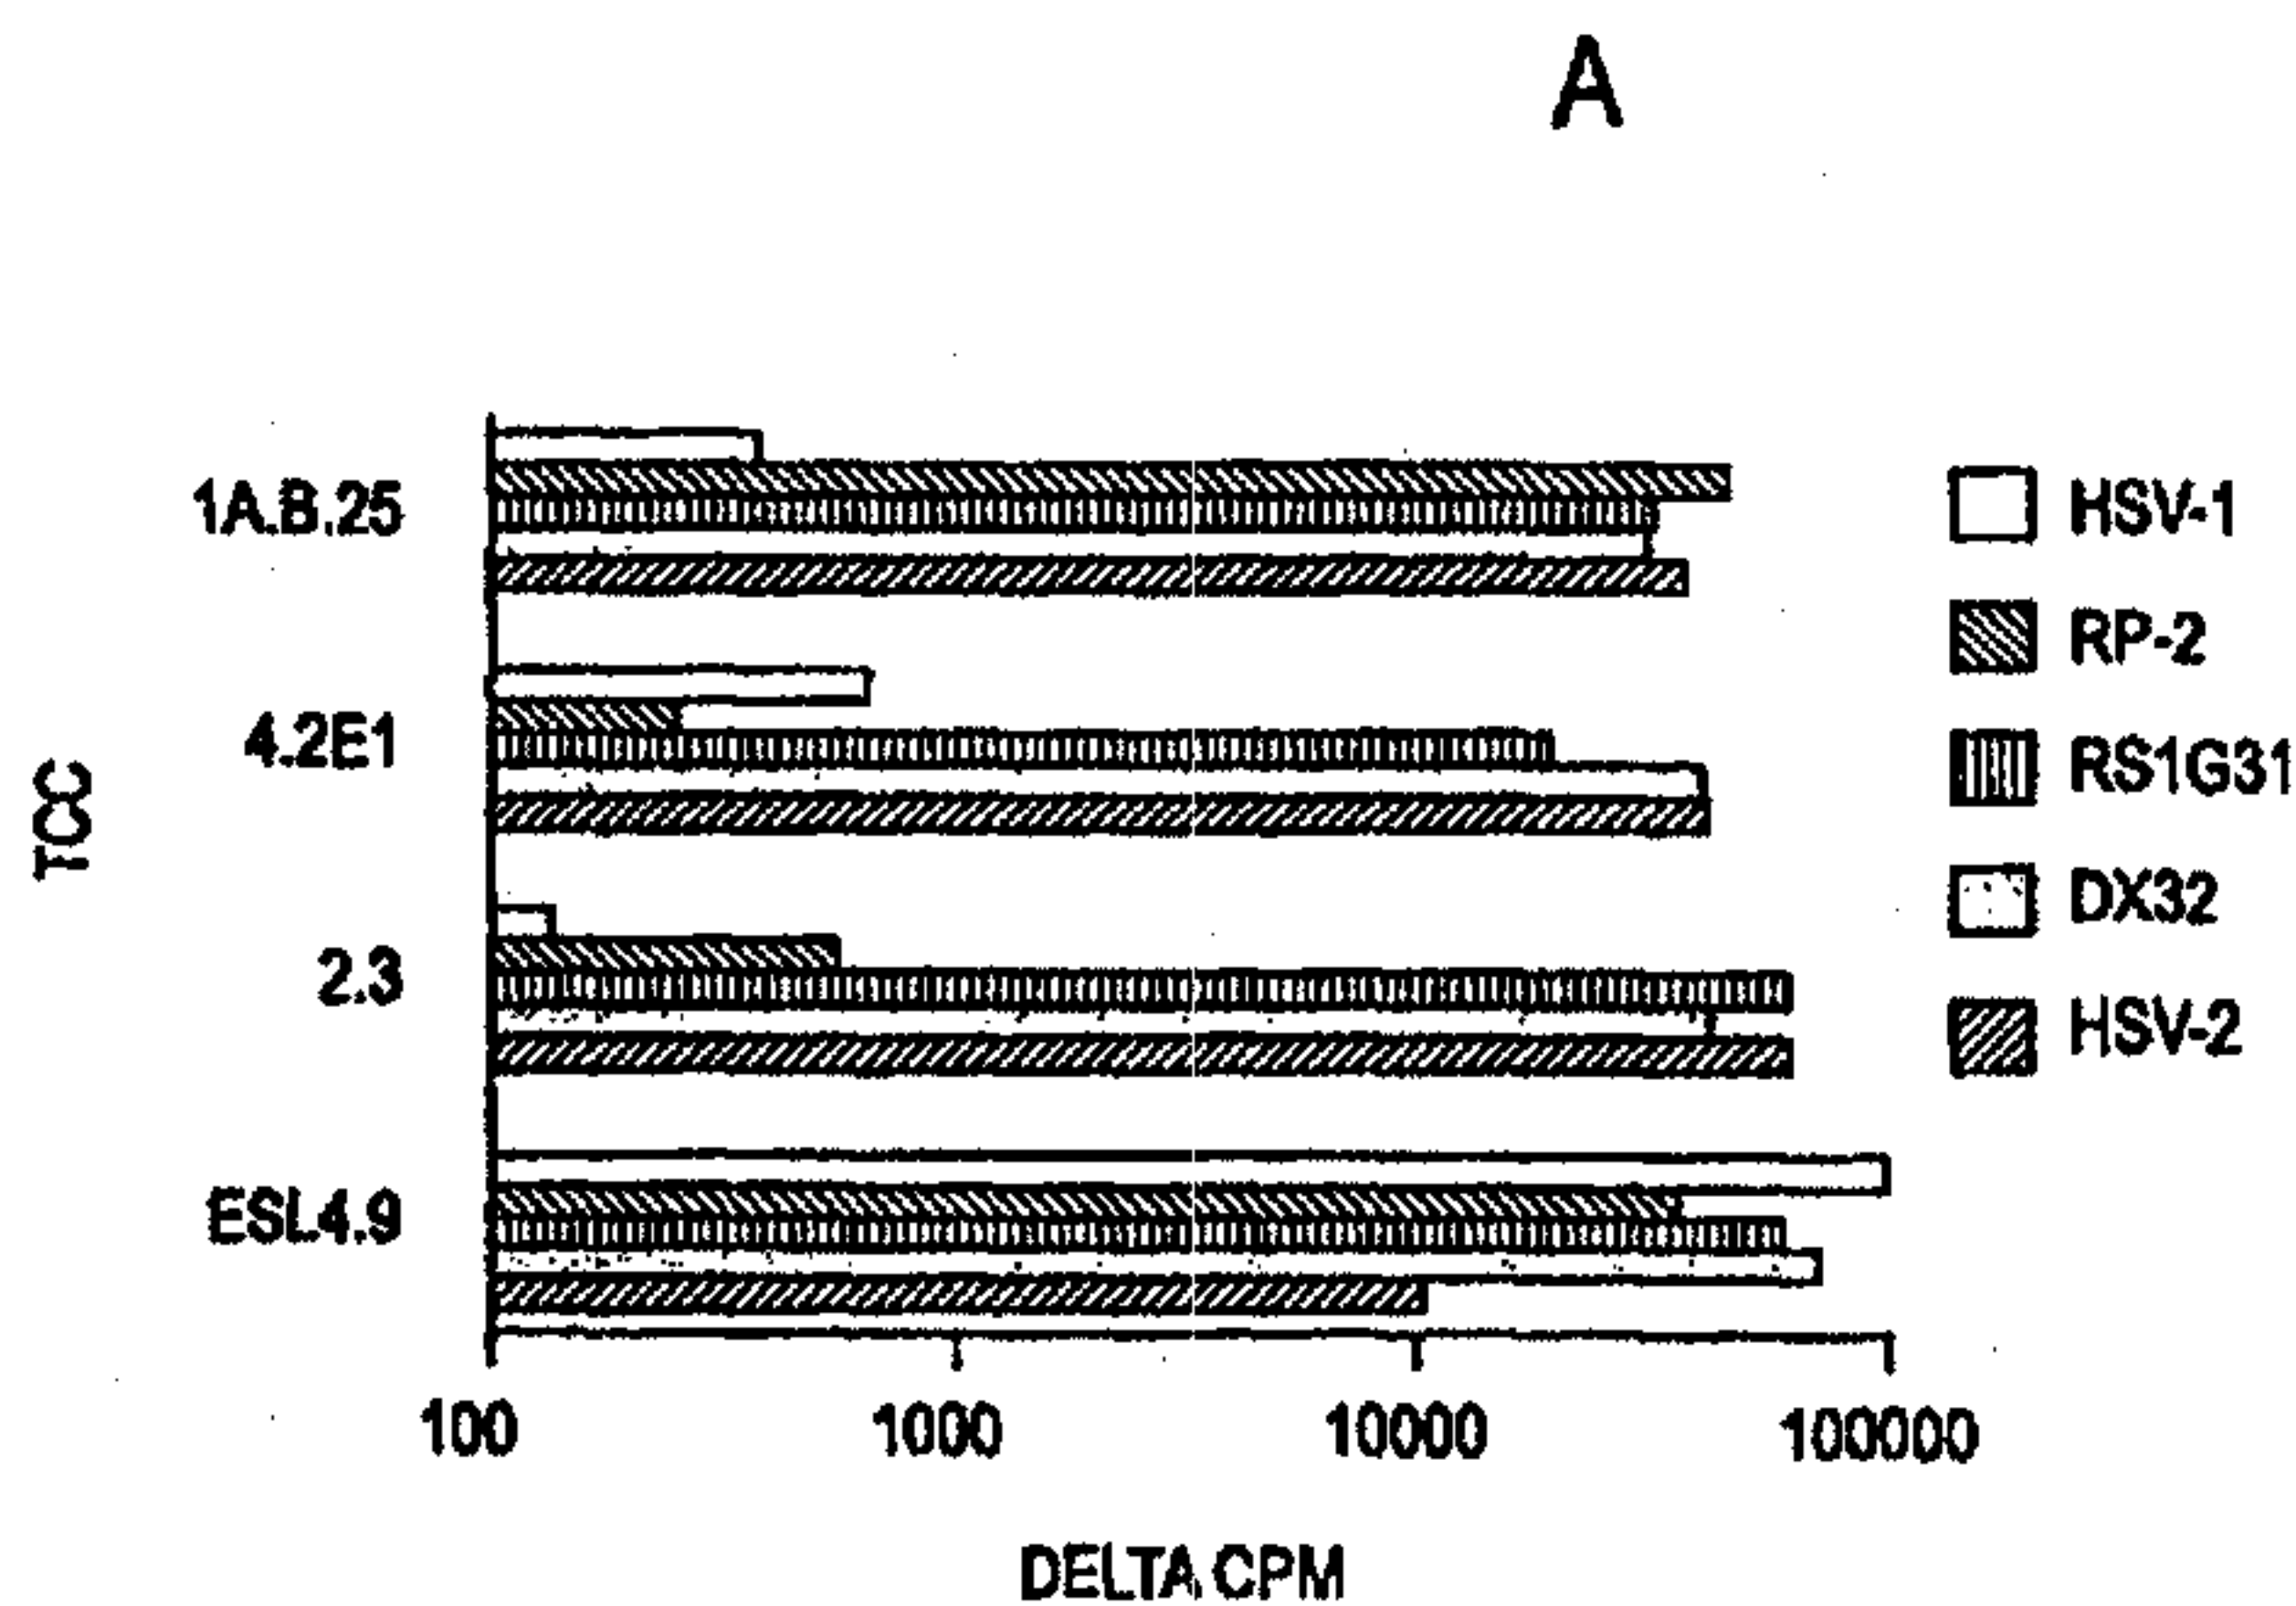 A
1A.B.25
4.2E1
2.3
ESL4.9
TCC
100
1000
10000
100000
DELTA CPM
HSV-1
RP-2
RS1G31
DX32
HSV-2